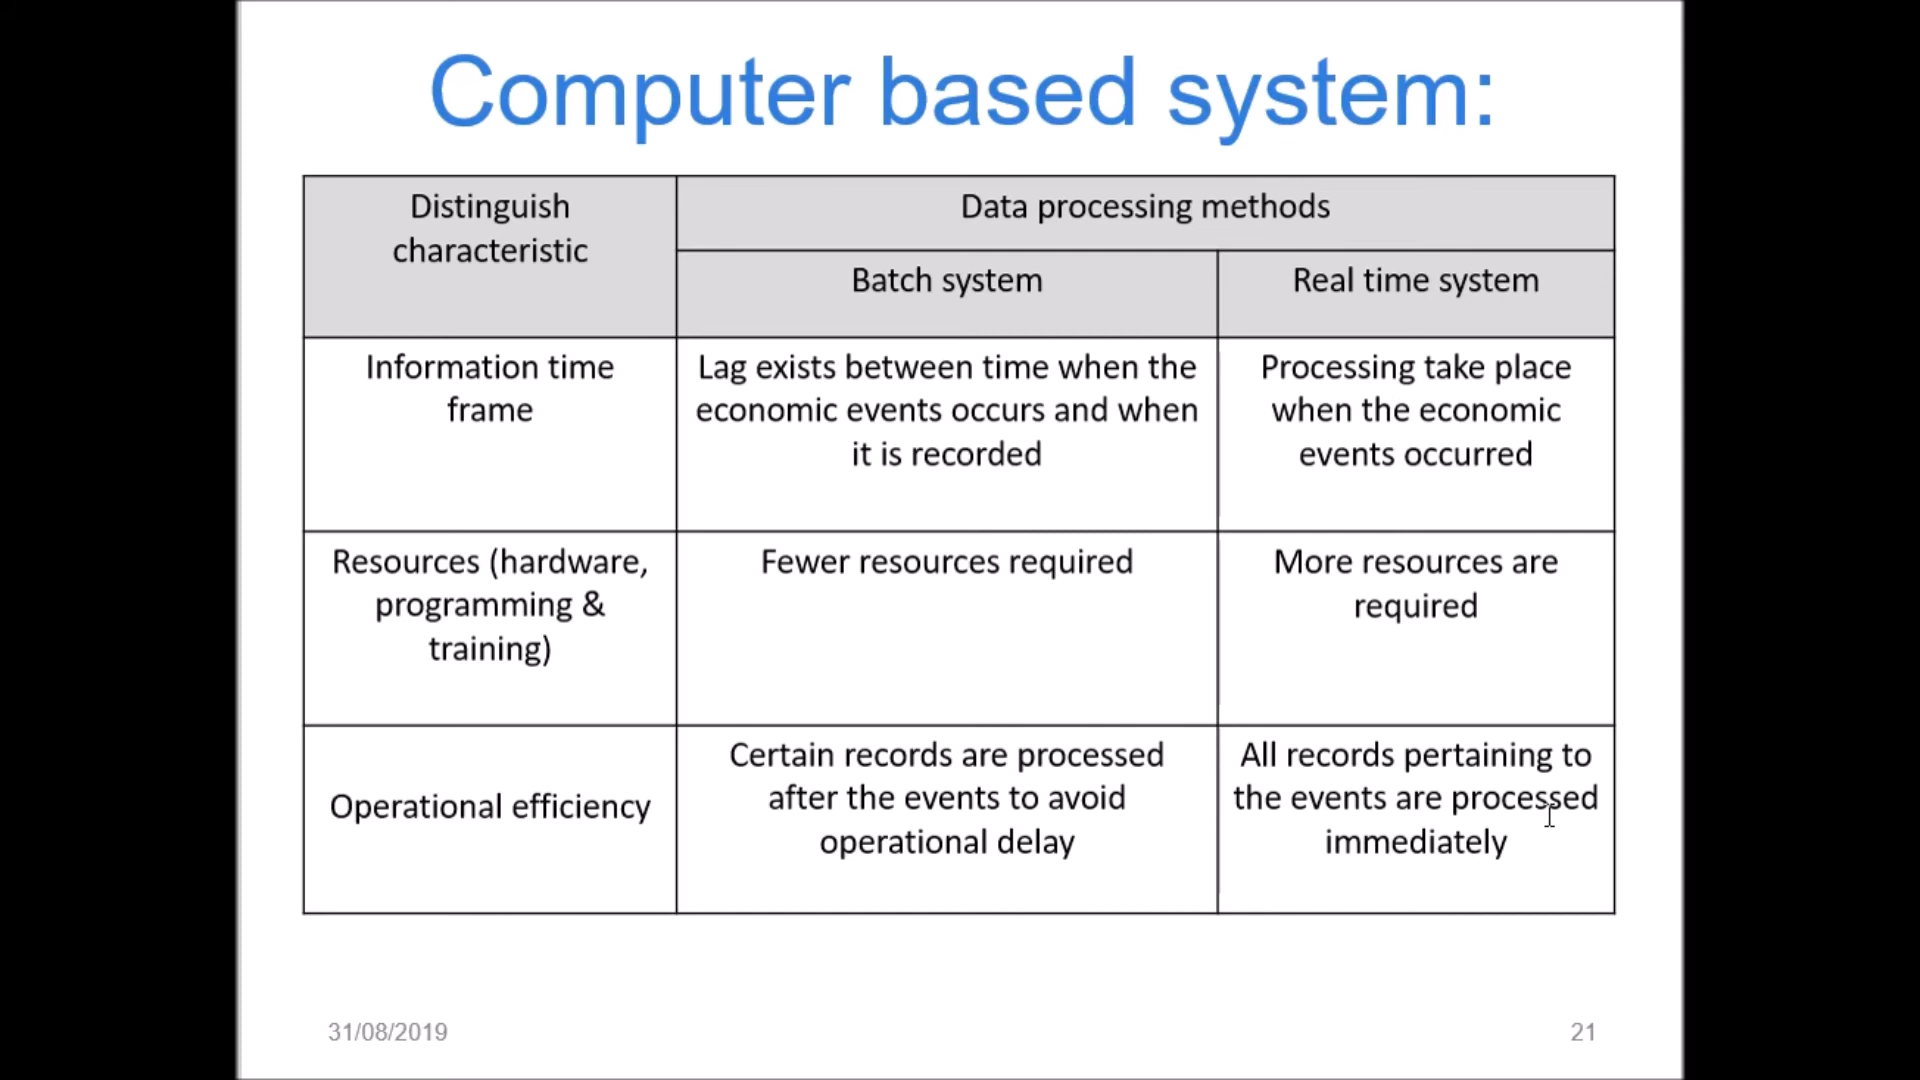 Computer based system:
Distinguish
characteristic
Data processing methods
Batch system
Real time system
Information time
frame
Lag exists between time when the
economic events occurs and when
it is recorded
Processing take place
when the economic
events occurred
Resources (hardware,
programming &
training)
Fewer resources required
More resources are
required
Operational efficiency
Certain records are processed
after the events to avoid
operational delay
All records pertaining to
the events are processed
immediately
31/08/2019
21